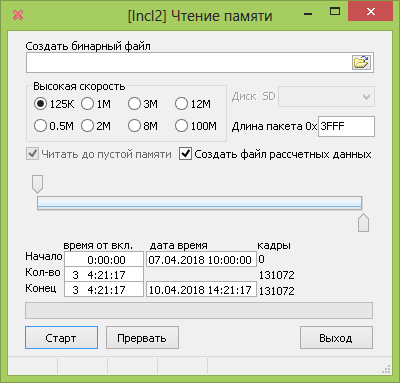 [Incl2] Чтение памяти
Создать бинарный файл
Высокая скорость
125K 1M 3M 12M
0.5M 2M 8M 100M
Диск SD
Длина пакета 0x 3FFF
Читать до пустой памяти Создать файл рассчетных данных
время от вкл. дата время кадры
Начало 0:00:00 07.04.2018 10:00:00 0
Кол-во 3 4:21:17 131072
Конец 3 4:21:17 10.04.2018 14:21:17 131072
Старт Прервать Выход